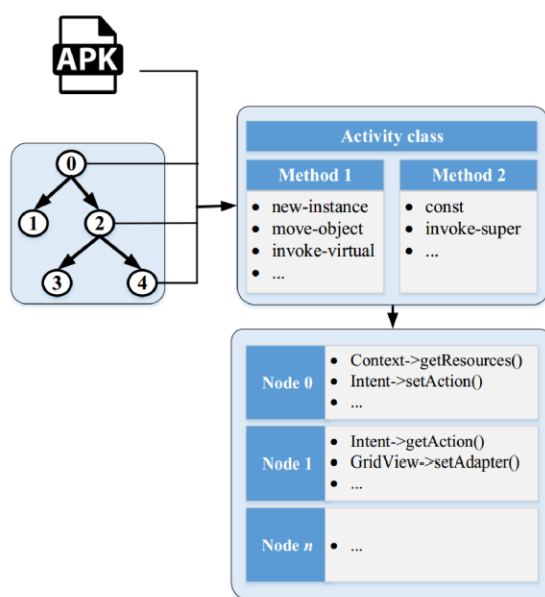 APK
0
1
2
3
4
Activity class
Method 1
• new-instance
• move-object
• invoke-virtual
• ...
Method 2
• const
• invoke-super
• ...
Node 0
• Context->getResources()
• Intent->setAction()
• ...
Node 1
• Intent->getAction()
• GridView->setAdapter()
• ...
Node n
• ...